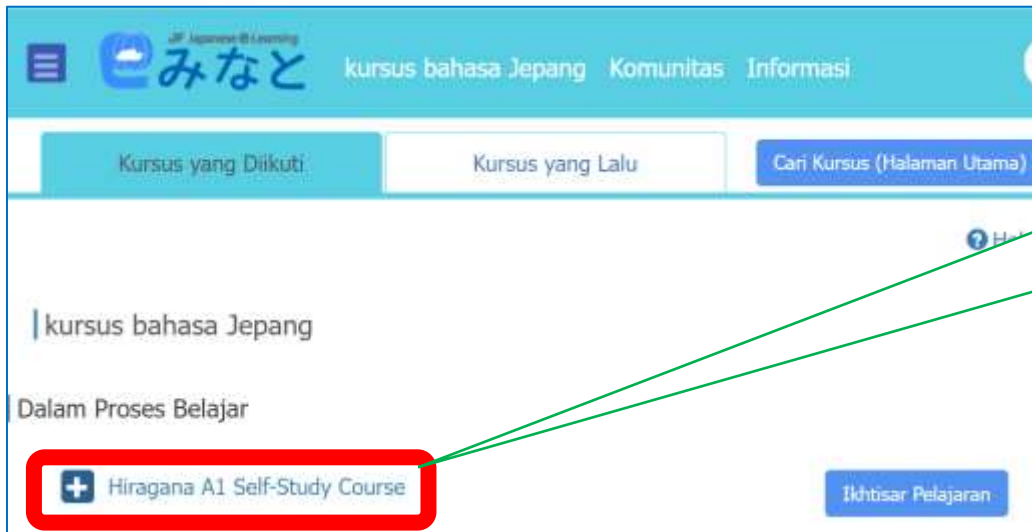 JF Japanese e-Learning
みなと
kursus bahasa Jepang Komunitas Informasi
Kursus yang Diikuti Kursus yang Lalu Cari Kursus (Halaman Utama)
kursus bahasa Jepang
Dalam Proses Belajar
Hiragana A1 Self-Study Course Ikhtisar Pelajaran